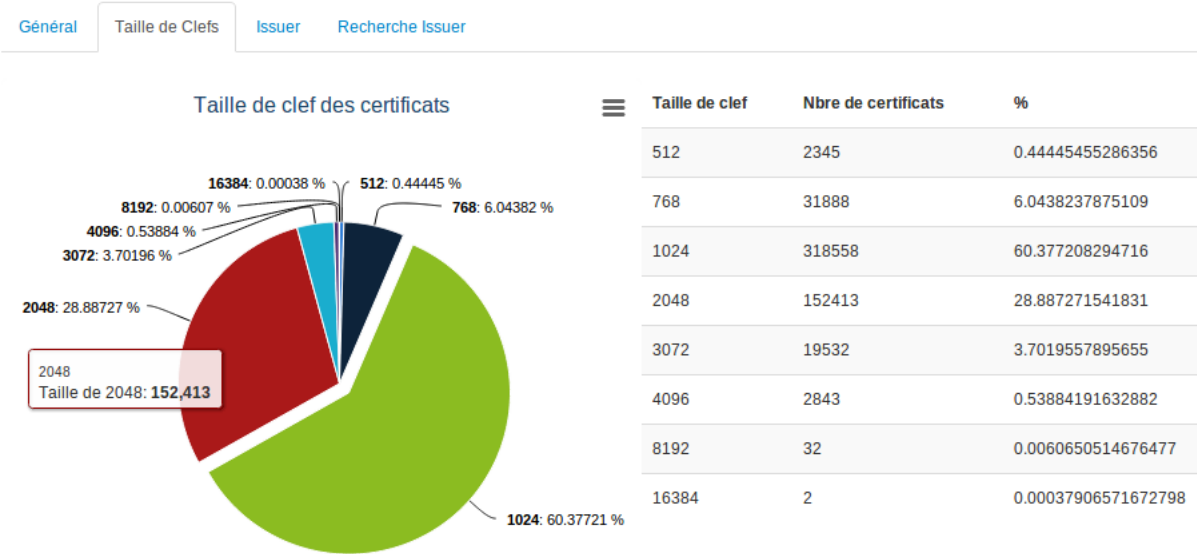 Général Taille de Clefs Issuer Recherche Issuer
Taille de clef des certificats
16384: 0.00038 %
512: 0.44445 %
8192: 0.00607 %
768: 6.04382 %
4096: 0.53884 %
3072: 3.70196 %
2048: 28.88727 %
2048
Taille de 2048: 152,413
1024: 60.37721 %
Taille de clef Nbre de certificats %
512 2345 0.44445455286356
768 31888 6.0438237875109
1024 318558 60.377208294716
2048 152413 28.887271541831
3072 19532 3.7019557895655
4096 2843 0.53884191632882
8192 32 0.0060650514676477
16384 2 0.00037906571672798